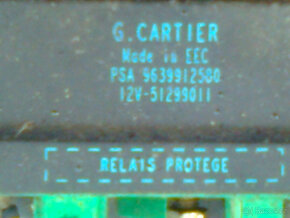 G.CARTIER
Made in EEC
PSA 9639912580
12V-51299011
RELAIS PROTEGE